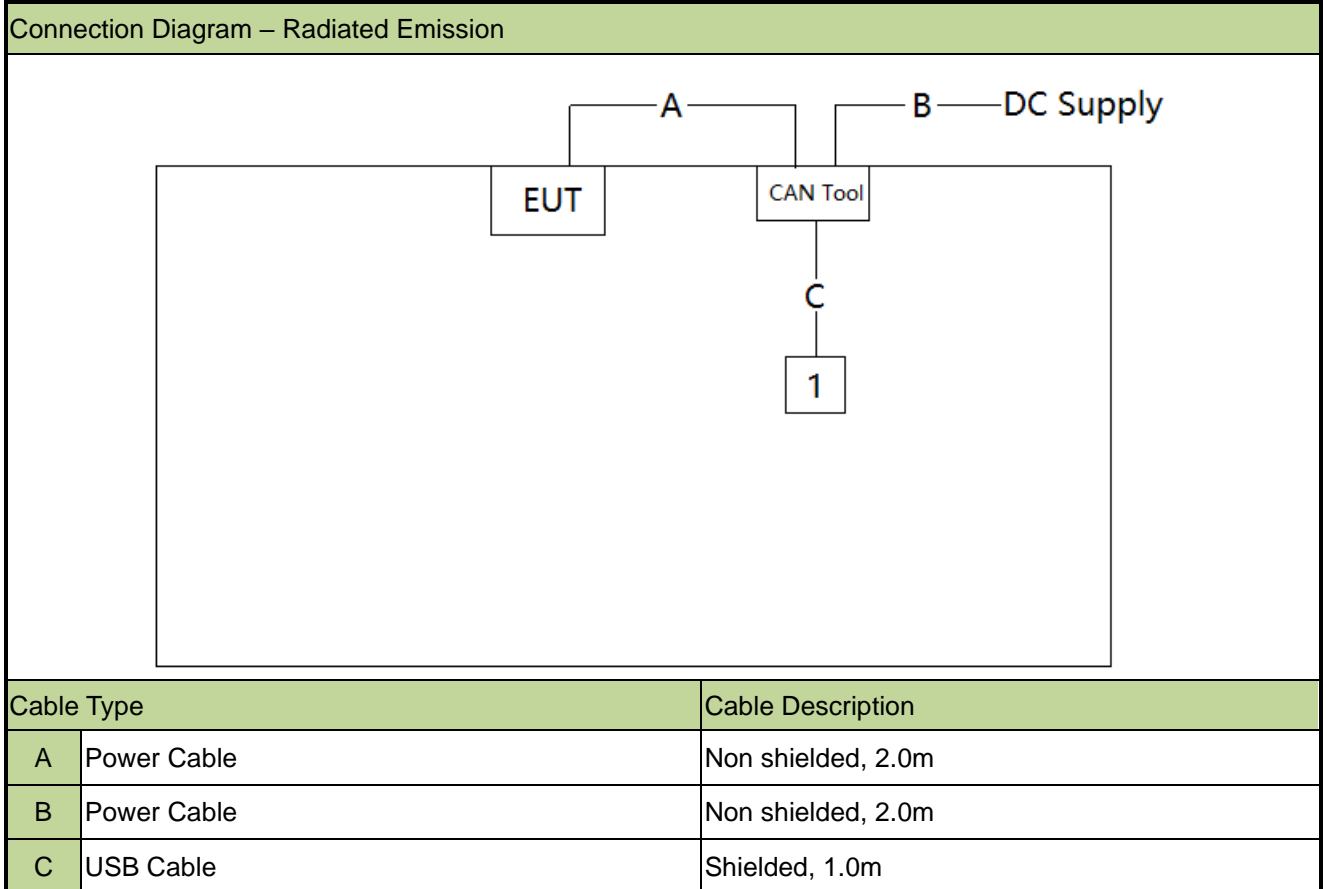 Connection Diagram – Radiated Emission
A B DC Supply
EUT CAN Tool
C
1
Cable Type Cable Description
A Power Cable Non shielded, 2.0m
B Power Cable Non shielded, 2.0m
C USB Cable Shielded, 1.0m